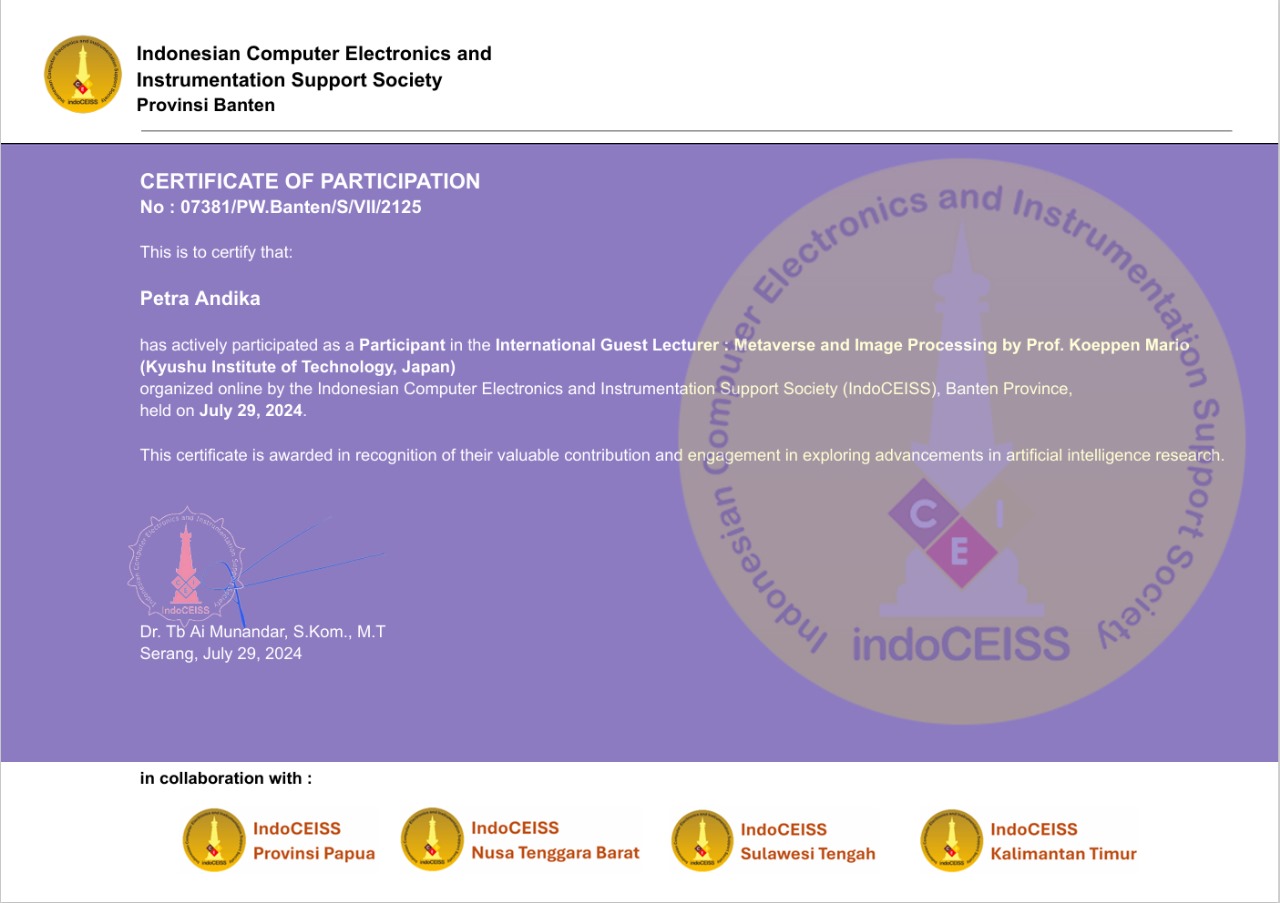 Indonesian Computer Electronics and
Instrumentation Support Society
Provinsi Banten
CERTIFICATE OF PARTICIPATION
No : 07381/PW.Banten/S/VII/2125
This is to certify that:
Petra Andika
has actively participated as a Participant in the International Guest Lecturer : Metaverse and Image Processing by Prof. Koeppen Mario
(Kyushu Institute of Technology, Japan)
organized online by the Indonesian Computer Electronics and Instrumentation Support Society (IndoCEISS), Banten Province,
held on July 29, 2024.
This certificate is awarded in recognition of their valuable contribution and engagement in exploring advancements in artificial intelligence research.
Indonesian Computer Electronics and Instrumentation Support Society
C
I
E
indoCEISS
Indonesian Computer Electronics and Instrumentation Support Society
C
E
I
IndoCEISS
Dr. Tb Ai Munandar, S.Kom., M.T
Serang, July 29, 2024
in collaboration with :
IndoCEISS
Provinsi Papua
IndoCEISS
Nusa Tenggara Barat
IndoCEISS
Sulawesi Tengah
IndoCEISS
Kalimantan Timur